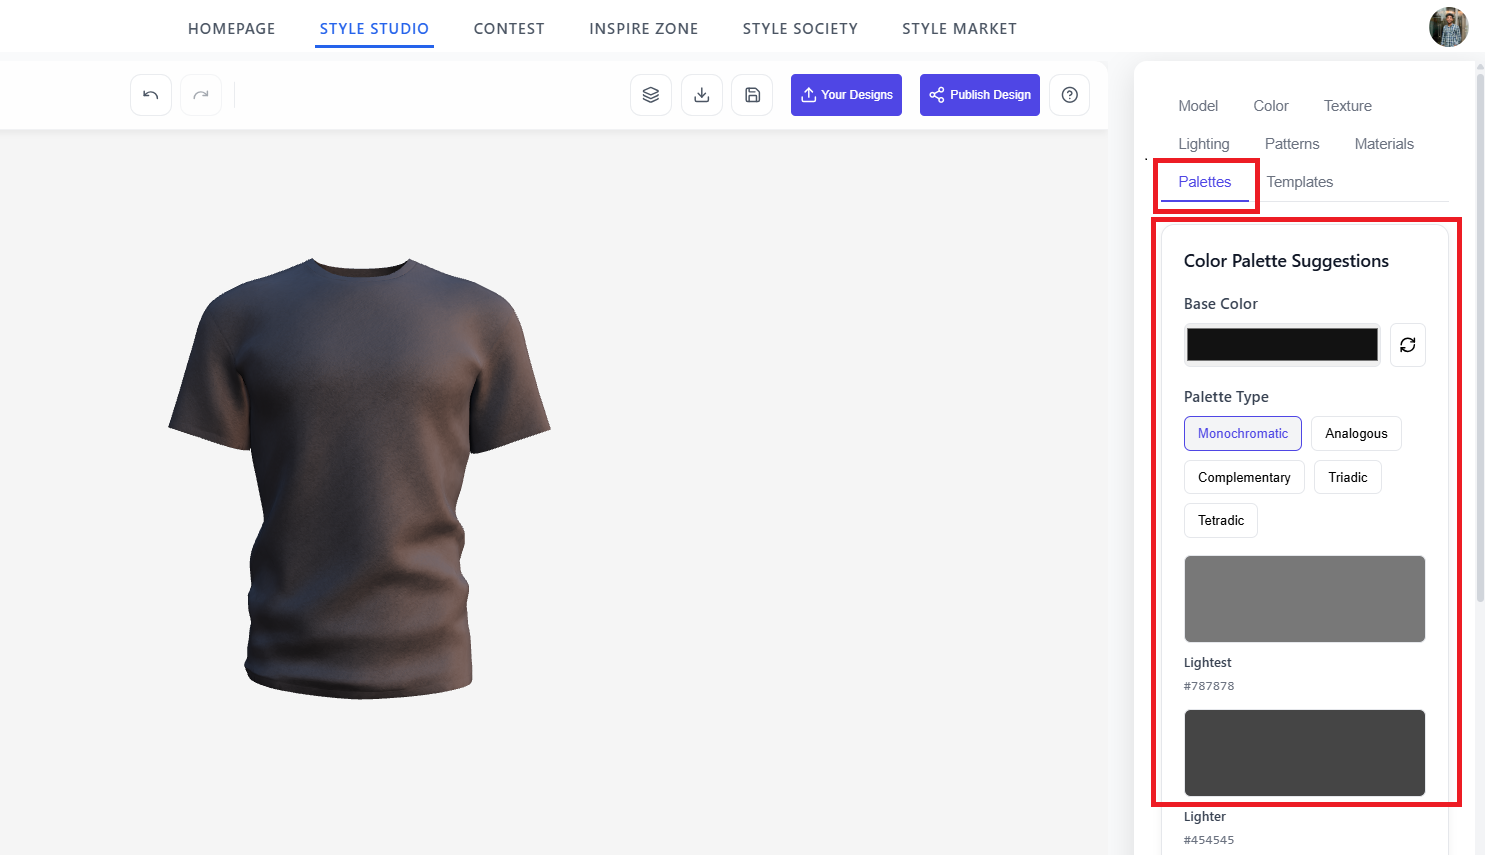 HOMEPAGE STYLE STUDIO CONTEST INSPIRE ZONE STYLE SOCIETY STYLE MARKET
Your Designs Publish Design
Model Color Texture
Lighting Patterns Materials
Palettes Templates
Color Palette Suggestions
Base Color
Palette Type
Monochromatic Analogous
Complementary Triadic
Tetradic
Lightest
#787878
Lighter
#454545